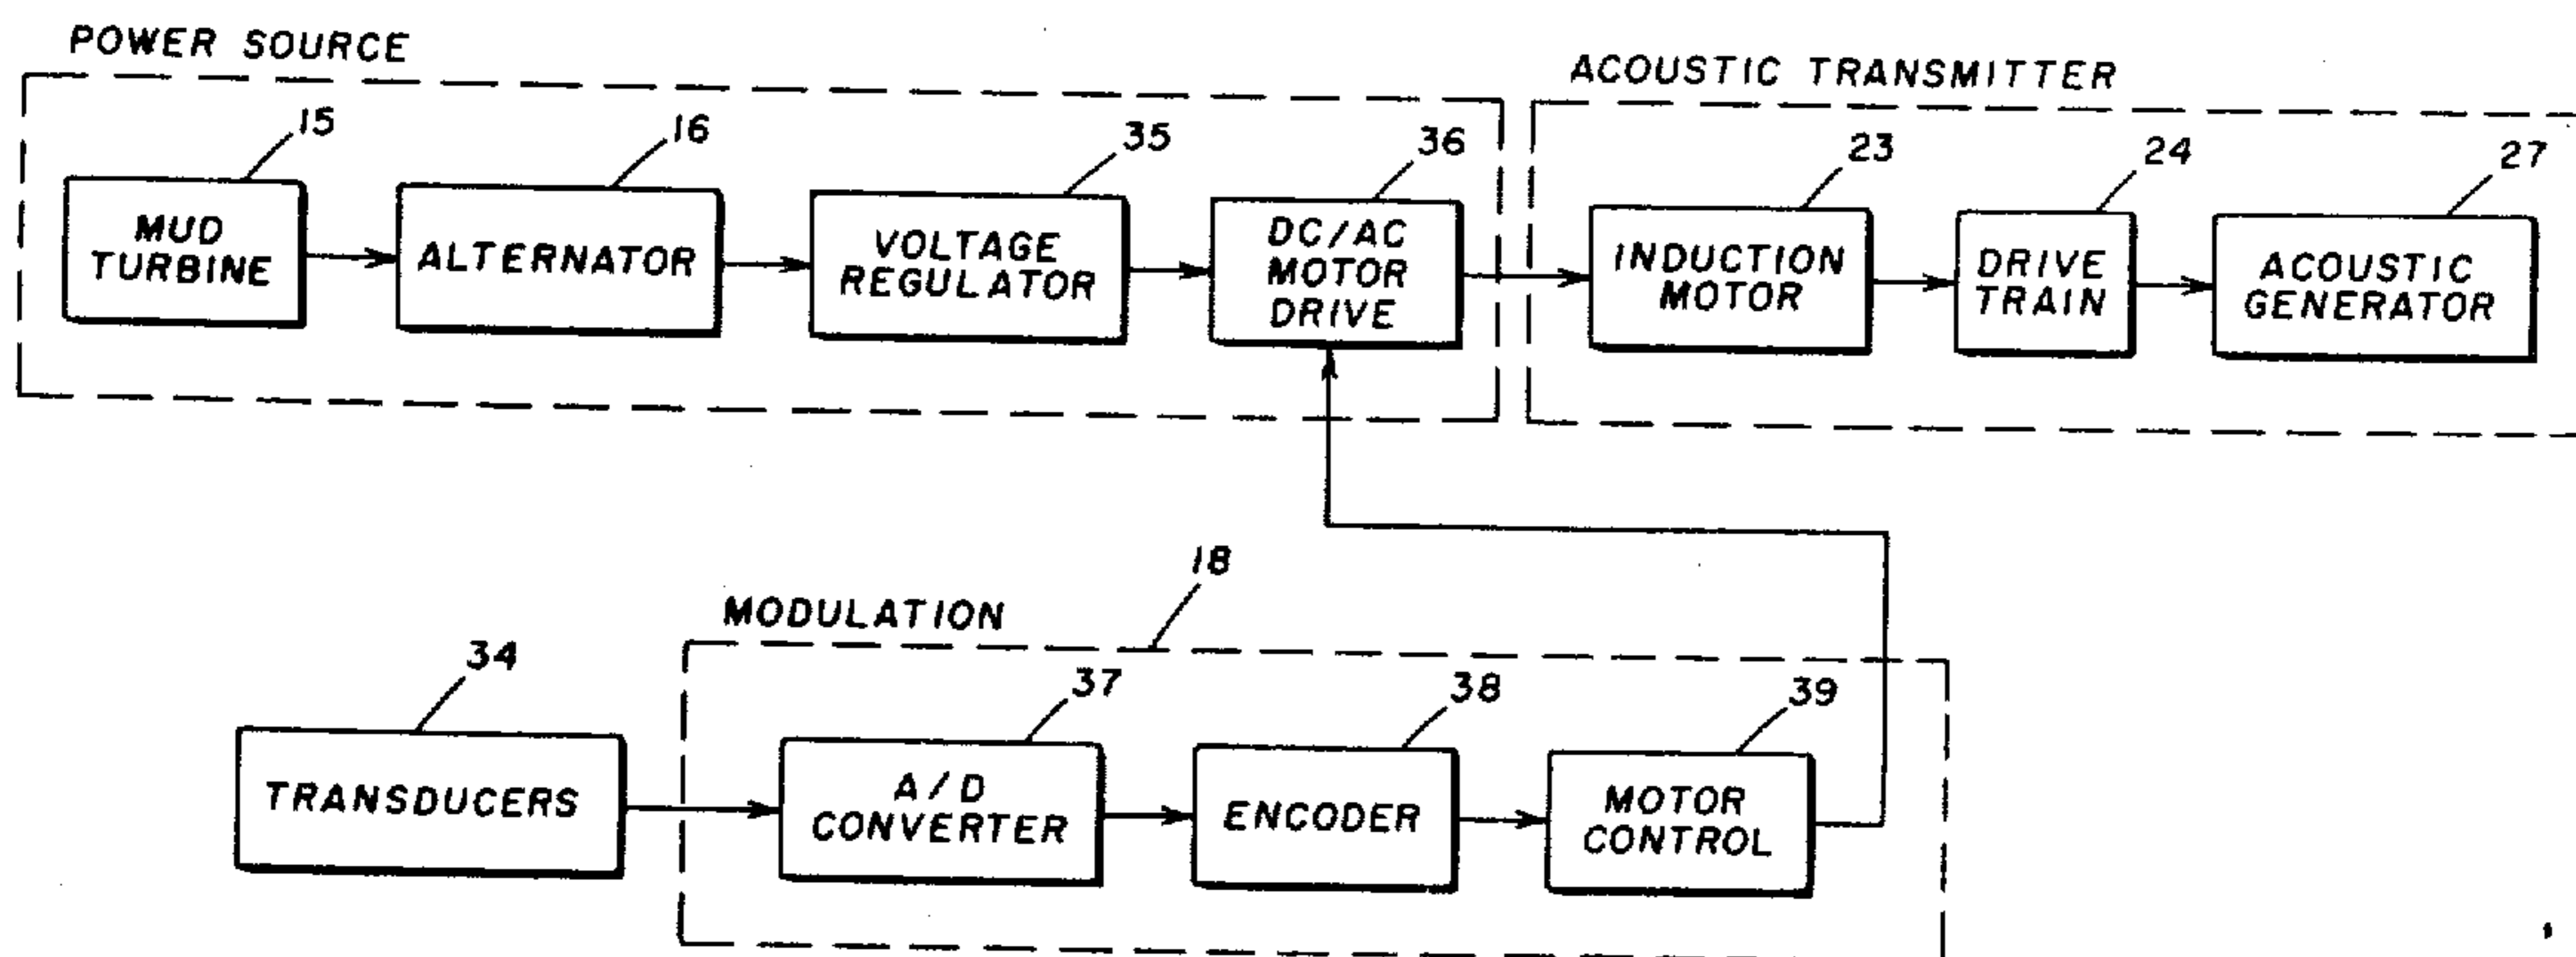 POWER SOURCE
ACOUSTIC TRANSMITTER
15
16
35
36
23
24
27
MUD
TURBINE
ALTERNATOR
VOLTAGE
REGULATOR
DC/AC
MOTOR
DRIVE
INDUCTION
MOTOR
DRIVE
TRAIN
ACOUSTIC
GENERATOR
MODULATION
18
34
37
38
39
TRANSDUCERS
A/D
CONVERTER
ENCODER
MOTOR
CONTROL